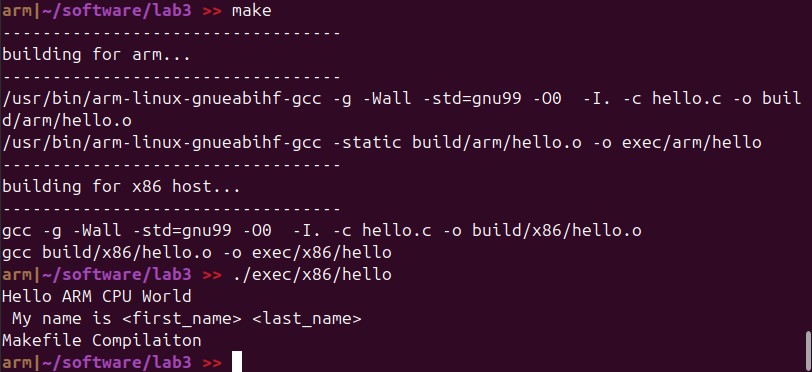 arm|~/software/lab3 >> make
----------------------------------
building for arm...
----------------------------------
/usr/bin/arm-linux-gnueabihf-gcc -g -Wall -std=gnu99 -O0  -I. -c hello.c -o buil
d/arm/hello.o
/usr/bin/arm-linux-gnueabihf-gcc -static build/arm/hello.o -o exec/arm/hello
----------------------------------
building for x86 host...
----------------------------------
gcc -g -Wall -std=gnu99 -O0  -I. -c hello.c -o build/x86/hello.o
gcc build/x86/hello.o -o exec/x86/hello
arm|~/software/lab3 >> ./exec/x86/hello
Hello ARM CPU World
 My name is <first_name> <last_name>
Makefile Compilaiton
arm|~/software/lab3 >>